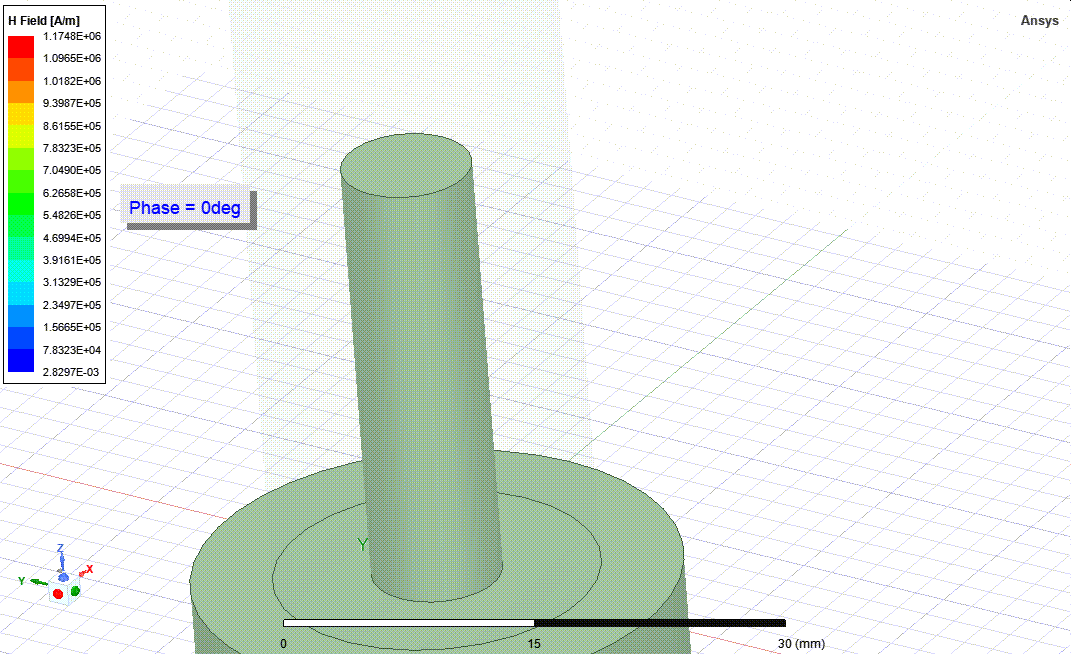 H Field [A/m]
1.1748E+06
1.0965E+06
1.0182E+06
9.3987E+05
8.6155E+05
7.8323E+05
7.0490E+05
6.2658E+05
5.4826E+05
4.6994E+05
3.9161E+05
3.1329E+05
2.3497E+05
1.5665E+05
7.8323E+04
2.8297E-03
Ansys
Phase = 0deg
Y
Z
X
Y
0
15
30 (mm)